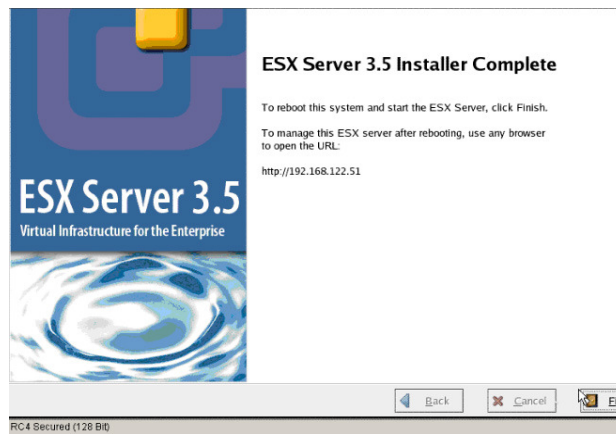 ESX Server 3.5 Installer Complete
To reboot this system and start the ESX Server, click Finish.
To manage this ESX server after rebooting, use any browser
to open the URL:
http://192.168.122.51
ESX Server 3.5
Virtual Infrastructure for the Enterprise
Back
Cancel
RC4 Secured (128 Bit)